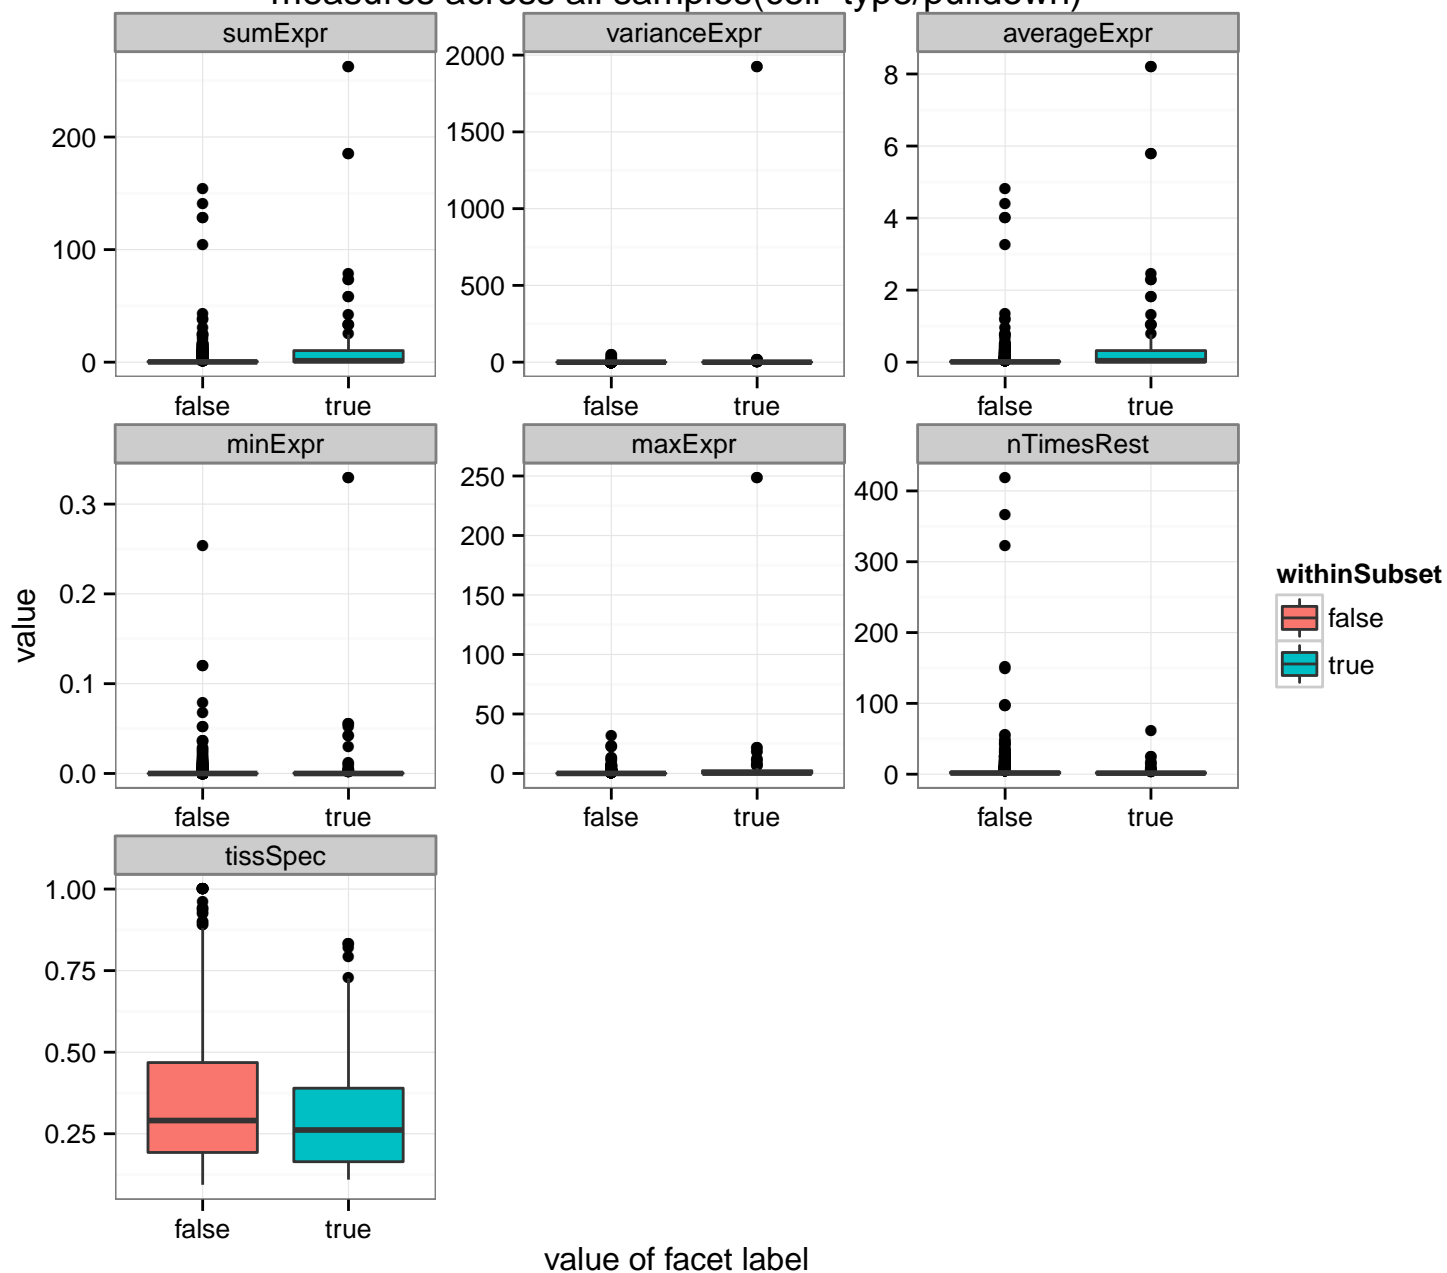 measures across all samples(cell-type/pulldown)
sumExpr
varianceExpr
averageExpr
200
100
0
2000
1500
1000
500
0
8
6
4
2
0
false true
false true
false true
minExpr
maxExpr
nTimesRest
0.3
0.2
0.1
0.0
250
200
150
100
50
0
400
300
200
100
0
false true
false true
false true
tissSpec
1.00
0.75
0.50
0.25
false true
value
value of facet label
withinSubset
false
true